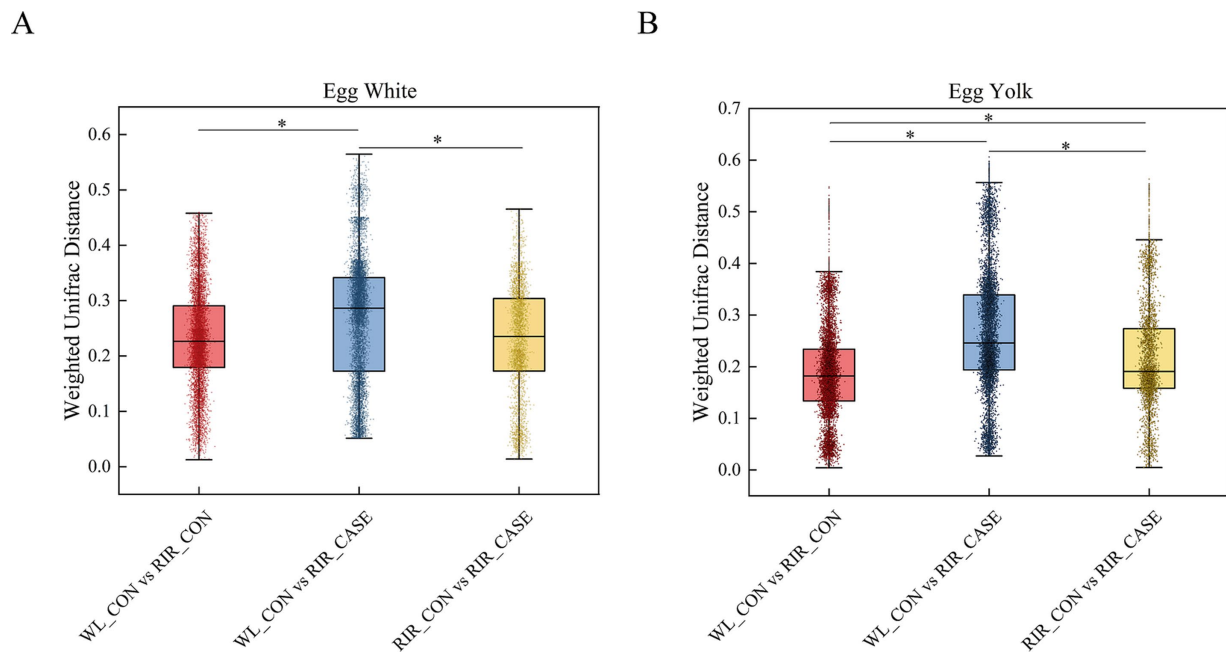 A
B
Egg White
Weighted Unifrac Distance
0.6
0.5
0.4
0.3
0.2
0.1
0.0
*
*
WL_CON vs RIR_CON
WL_CON vs RIR_CASE
RIR_CON vs RIR_CASE
Egg Yolk
Weighted Unifrac Distance
0.7
0.6
0.5
0.4
0.3
0.2
0.1
0.0
*
*
*
WL_CON vs RIR_CON
WL_CON vs RIR_CASE
RIR_CON vs RIR_CASE